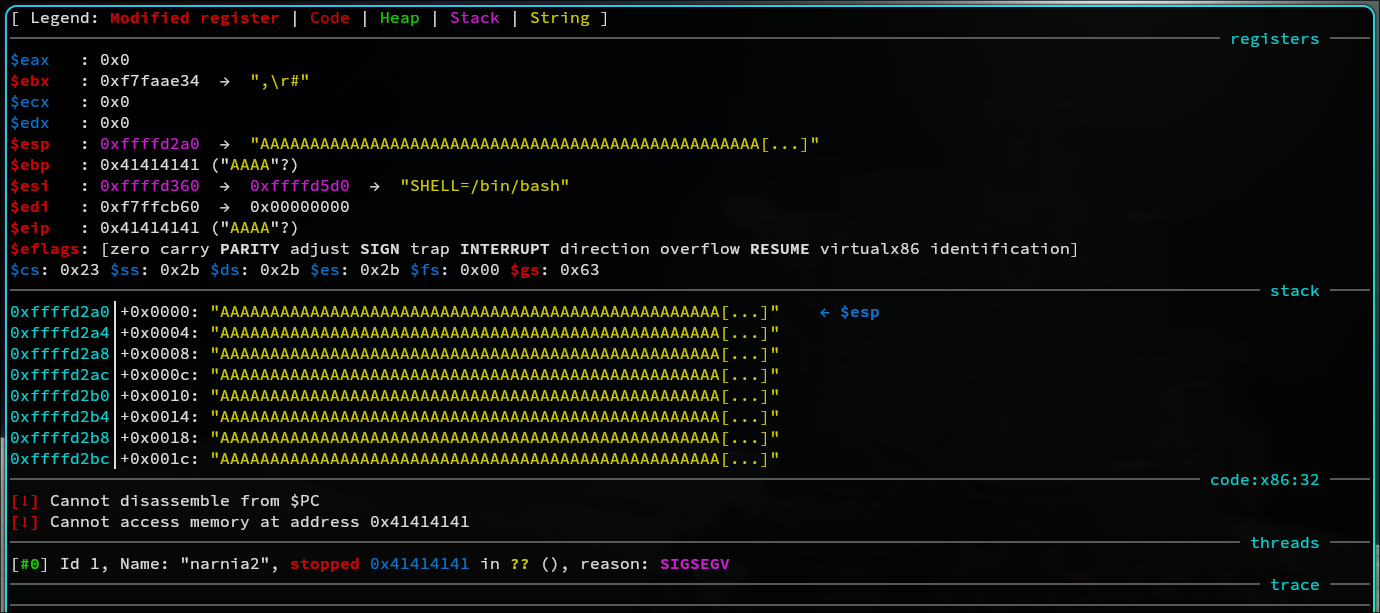 [ Legend: Modified register | Code | Heap | Stack | String ]
registers
$eax   : 0x0
$ebx   : 0xf7faae34  →  ",\r#"
$ecx   : 0x0
$edx   : 0x0
$esp   : 0xffffd2a0  →  "AAAAAAAAAAAAAAAAAAAAAAAAAAAAAAAAAAAAAAAAAAAAAAAAAA[...]"
$ebp   : 0x41414141 ("AAAA"?)
$esi   : 0xffffd360  →  0xffffd5d0  →  "SHELL=/bin/bash"
$edi   : 0xf7ffcb60  →  0x00000000
$eip   : 0x41414141 ("AAAA"?)
$eflags: [zero carry PARITY adjust SIGN trap INTERRUPT direction overflow RESUME virtualx86 identification]
$cs: 0x23 $ss: 0x2b $ds: 0x2b $es: 0x2b $fs: 0x00 $gs: 0x63
stack
0xffffd2a0│+0x0000: "AAAAAAAAAAAAAAAAAAAAAAAAAAAAAAAAAAAAAAAAAAAAAAAAAA[...]"    ← $esp
0xffffd2a4│+0x0004: "AAAAAAAAAAAAAAAAAAAAAAAAAAAAAAAAAAAAAAAAAAAAAAAAAA[...]"
0xffffd2a8│+0x0008: "AAAAAAAAAAAAAAAAAAAAAAAAAAAAAAAAAAAAAAAAAAAAAAAAAA[...]"
0xffffd2ac│+0x000c: "AAAAAAAAAAAAAAAAAAAAAAAAAAAAAAAAAAAAAAAAAAAAAAAAAA[...]"
0xffffd2b0│+0x0010: "AAAAAAAAAAAAAAAAAAAAAAAAAAAAAAAAAAAAAAAAAAAAAAAAAA[...]"
0xffffd2b4│+0x0014: "AAAAAAAAAAAAAAAAAAAAAAAAAAAAAAAAAAAAAAAAAAAAAAAAAA[...]"
0xffffd2b8│+0x0018: "AAAAAAAAAAAAAAAAAAAAAAAAAAAAAAAAAAAAAAAAAAAAAAAAAA[...]"
0xffffd2bc│+0x001c: "AAAAAAAAAAAAAAAAAAAAAAAAAAAAAAAAAAAAAAAAAAAAAAAAAA[...]"
code:x86:32
[!] Cannot disassemble from $PC
[!] Cannot access memory at address 0x41414141
threads
[#0] Id 1, Name: "narnia2", stopped 0x41414141 in ?? (), reason: SIGSEGV
trace